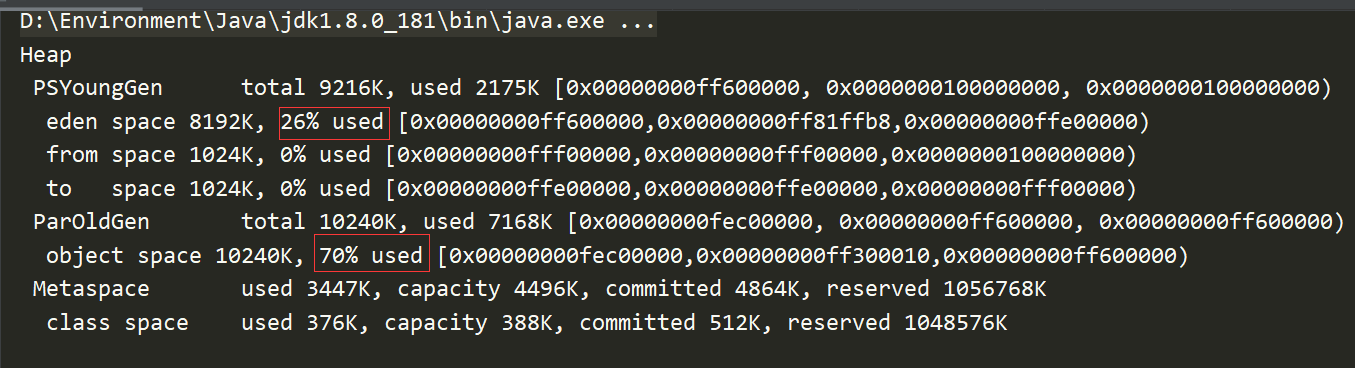 D:\Environment\Java\jdk1.8.0_181\bin\java.exe ...
Heap
PSYoungGen      total 9216K, used 2175K [0x00000000ff600000, 0x0000000100000000, 0x0000000100000000)
eden space 8192K, 26% used [0x00000000ff600000,0x00000000ff81ffb8,0x00000000ffe00000)
from space 1024K, 0% used [0x00000000fff00000,0x00000000fff00000,0x0000000100000000)
to   space 1024K, 0% used [0x00000000ffe00000,0x00000000ffe00000,0x00000000fff00000)
ParOldGen       total 10240K, used 7168K [0x00000000fec00000, 0x00000000ff600000, 0x00000000ff600000)
object space 10240K, 70% used [0x00000000fec00000,0x00000000ff300010,0x00000000ff600000)
Metaspace       used 3447K, capacity 4496K, committed 4864K, reserved 1056768K
class space    used 376K, capacity 388K, committed 512K, reserved 1048576K